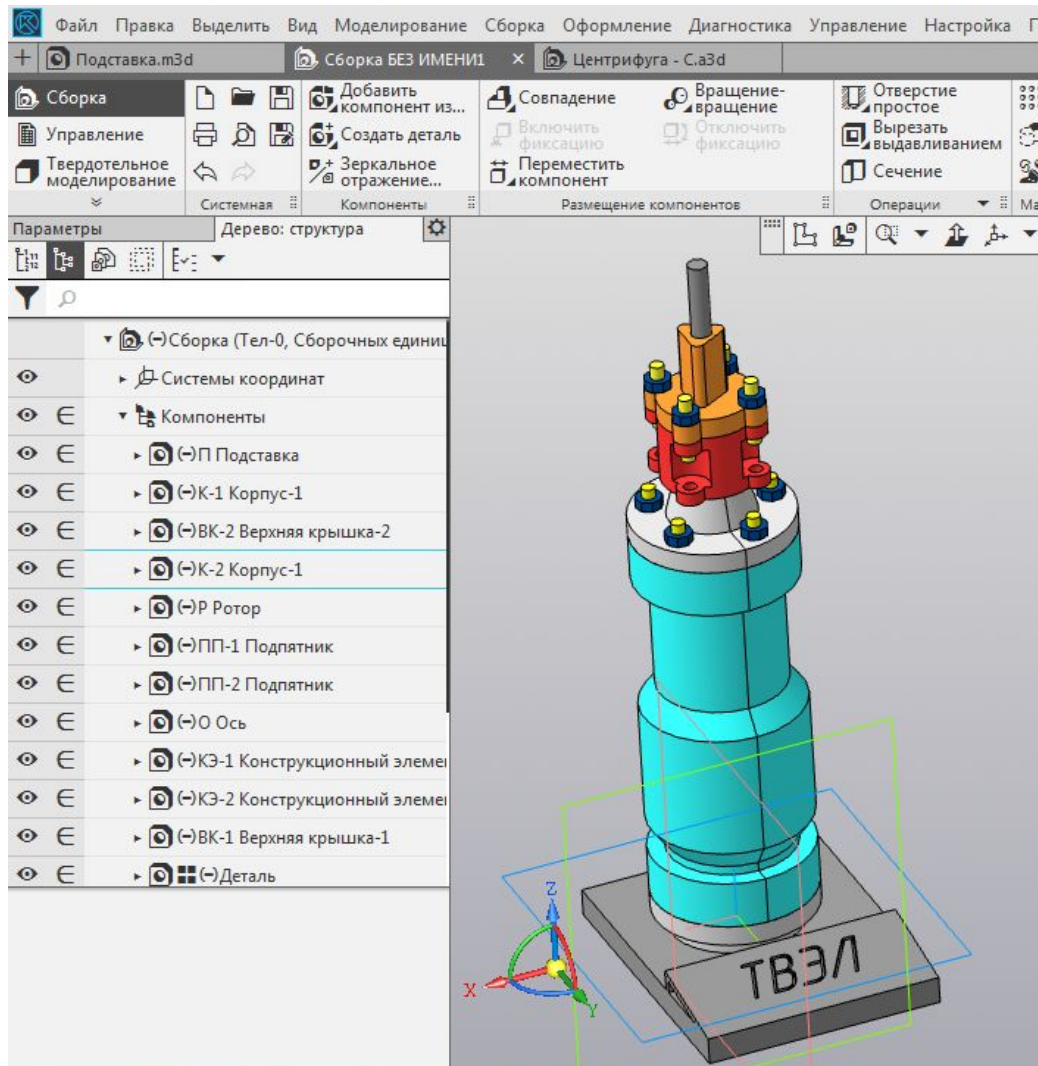 Файл Правка Выделить Вид Моделирование Сборка Оформление Диагностика Управление Настройка
Подставка.m3d Сборка БЕЗ ИМЕНИ1 × Центрифуга - С.a3d
Сборка
Управление
Твердотельное моделирование
Системная
Добавить компонент из...
Создать деталь
Зеркальное отражение...
Компоненты
Совпадение
Включить фиксацию
Переместить компонент
Вращение-вращение
Отключить фиксацию
Размещение компонентов
Отверстие простое
Вырезать выдавливанием
Сечение
Операции
Ма
Параметры
Дерево: структура
(-)Сборка (Тел-0, Сборочных единиц
Системы координат
Компоненты
(-)П Подставка
(-)К-1 Корпус-1
(-)ВК-2 Верхняя крышка-2
(-)К-2 Корпус-1
(-)Р Ротор
(-)ПП-1 Подпятник
(-)ПП-2 Подпятник
(-)О Ось
(-)КЭ-1 Конструкционный элемен
(-)КЭ-2 Конструкционный элемен
(-)ВК-1 Верхняя крышка-1
(-)Деталь
Z
X
Y
ТВЭЛ